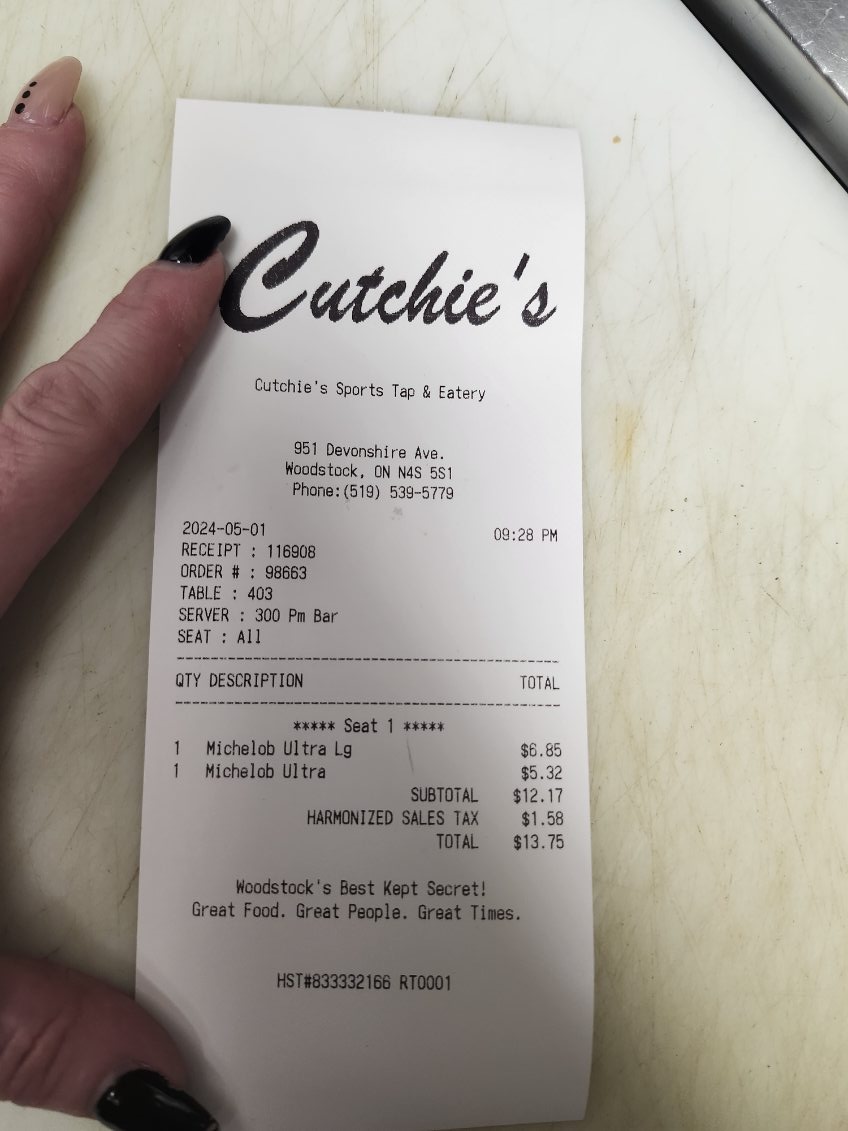 Cutchie's
Cutchie's Sports Tap & Eatery
951 Devonshire Ave.
Woodstock, ON N4S 5S1
Phone:(519) 539-5779
2024-05-01 09:28 PM
RECEIPT : 116908
ORDER # : 98663
TABLE : 403
SERVER : 300 Pm Bar
SEAT : All
QTY DESCRIPTION TOTAL
***** Seat 1 *****
1 Michelob Ultra Lg $6.85
1 Michelob Ultra $5.32
SUBTOTAL $12.17
HARMONIZED SALES TAX $1.58
TOTAL $13.75
Woodstock's Best Kept Secret!
Great Food. Great People. Great Times.
HST#833332166 RT0001